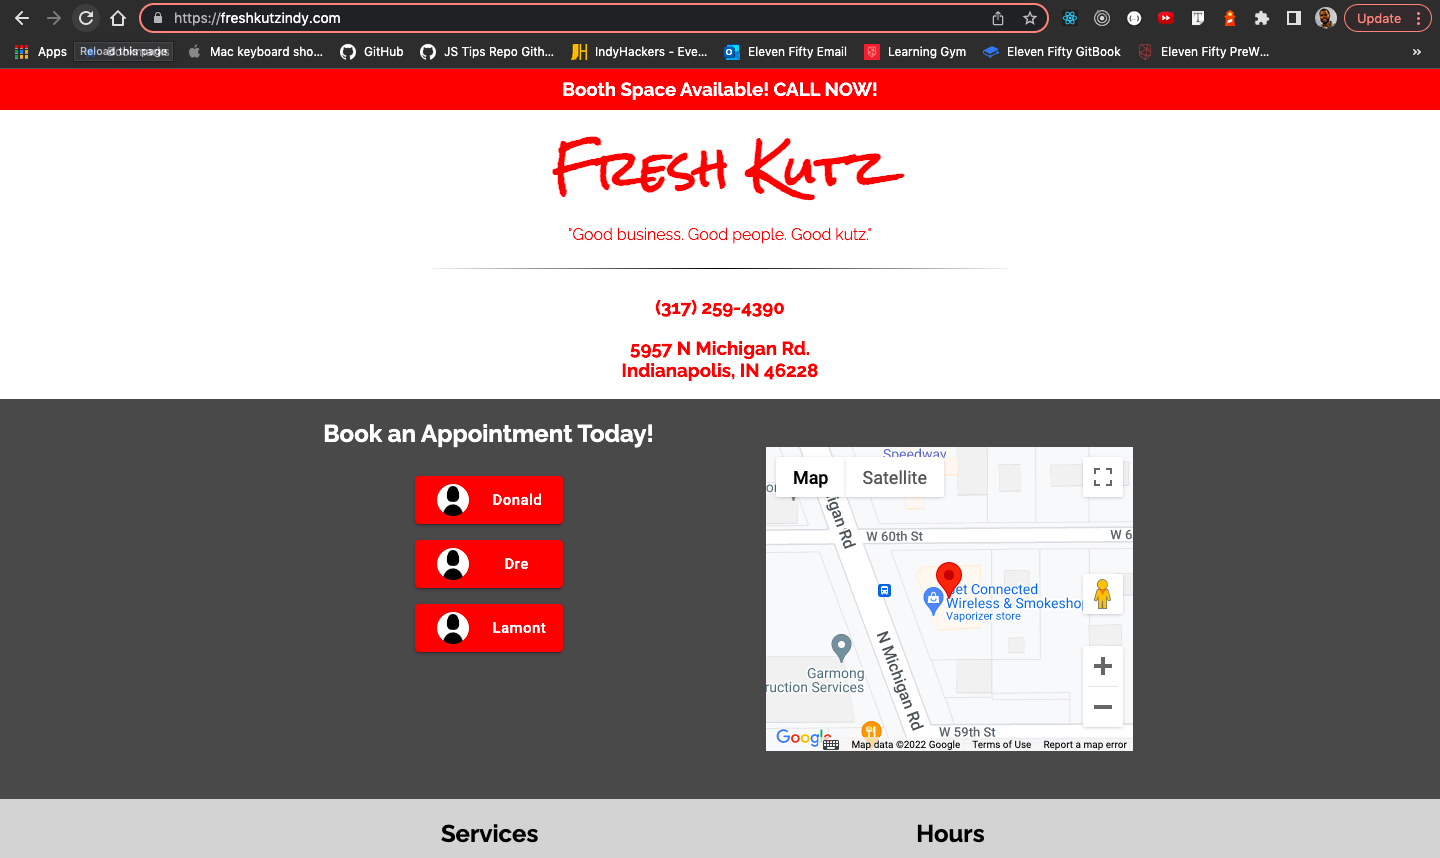 https://freshkutzindy.com
Update
Apps
Reload this page
Mac keyboard sho...
GitHub
JS Tips Repo Gith...
IndyHackers - Eve...
Eleven Fifty Email
Learning Gym
Eleven Fifty GitBook
Eleven Fifty PreW...
»
Booth Space Available! CALL NOW!
FRESH KUTZ
"Good business. Good people. Good kutz."
(317) 259-4390
5957 N Michigan Rd.
Indianapolis, IN 46228
Book an Appointment Today!
Donald
Dre
Lamont
Speedway
Map
Satellite
igan Rd
W 60th St
W 6
Get Connected
Wireless & Smokeshop
Vaporizer store
N Michigan Rd
Garmong
ruction Services
W 59th St
Google
Map data ©2022 Google
Terms of Use
Report a map error
Services
Hours